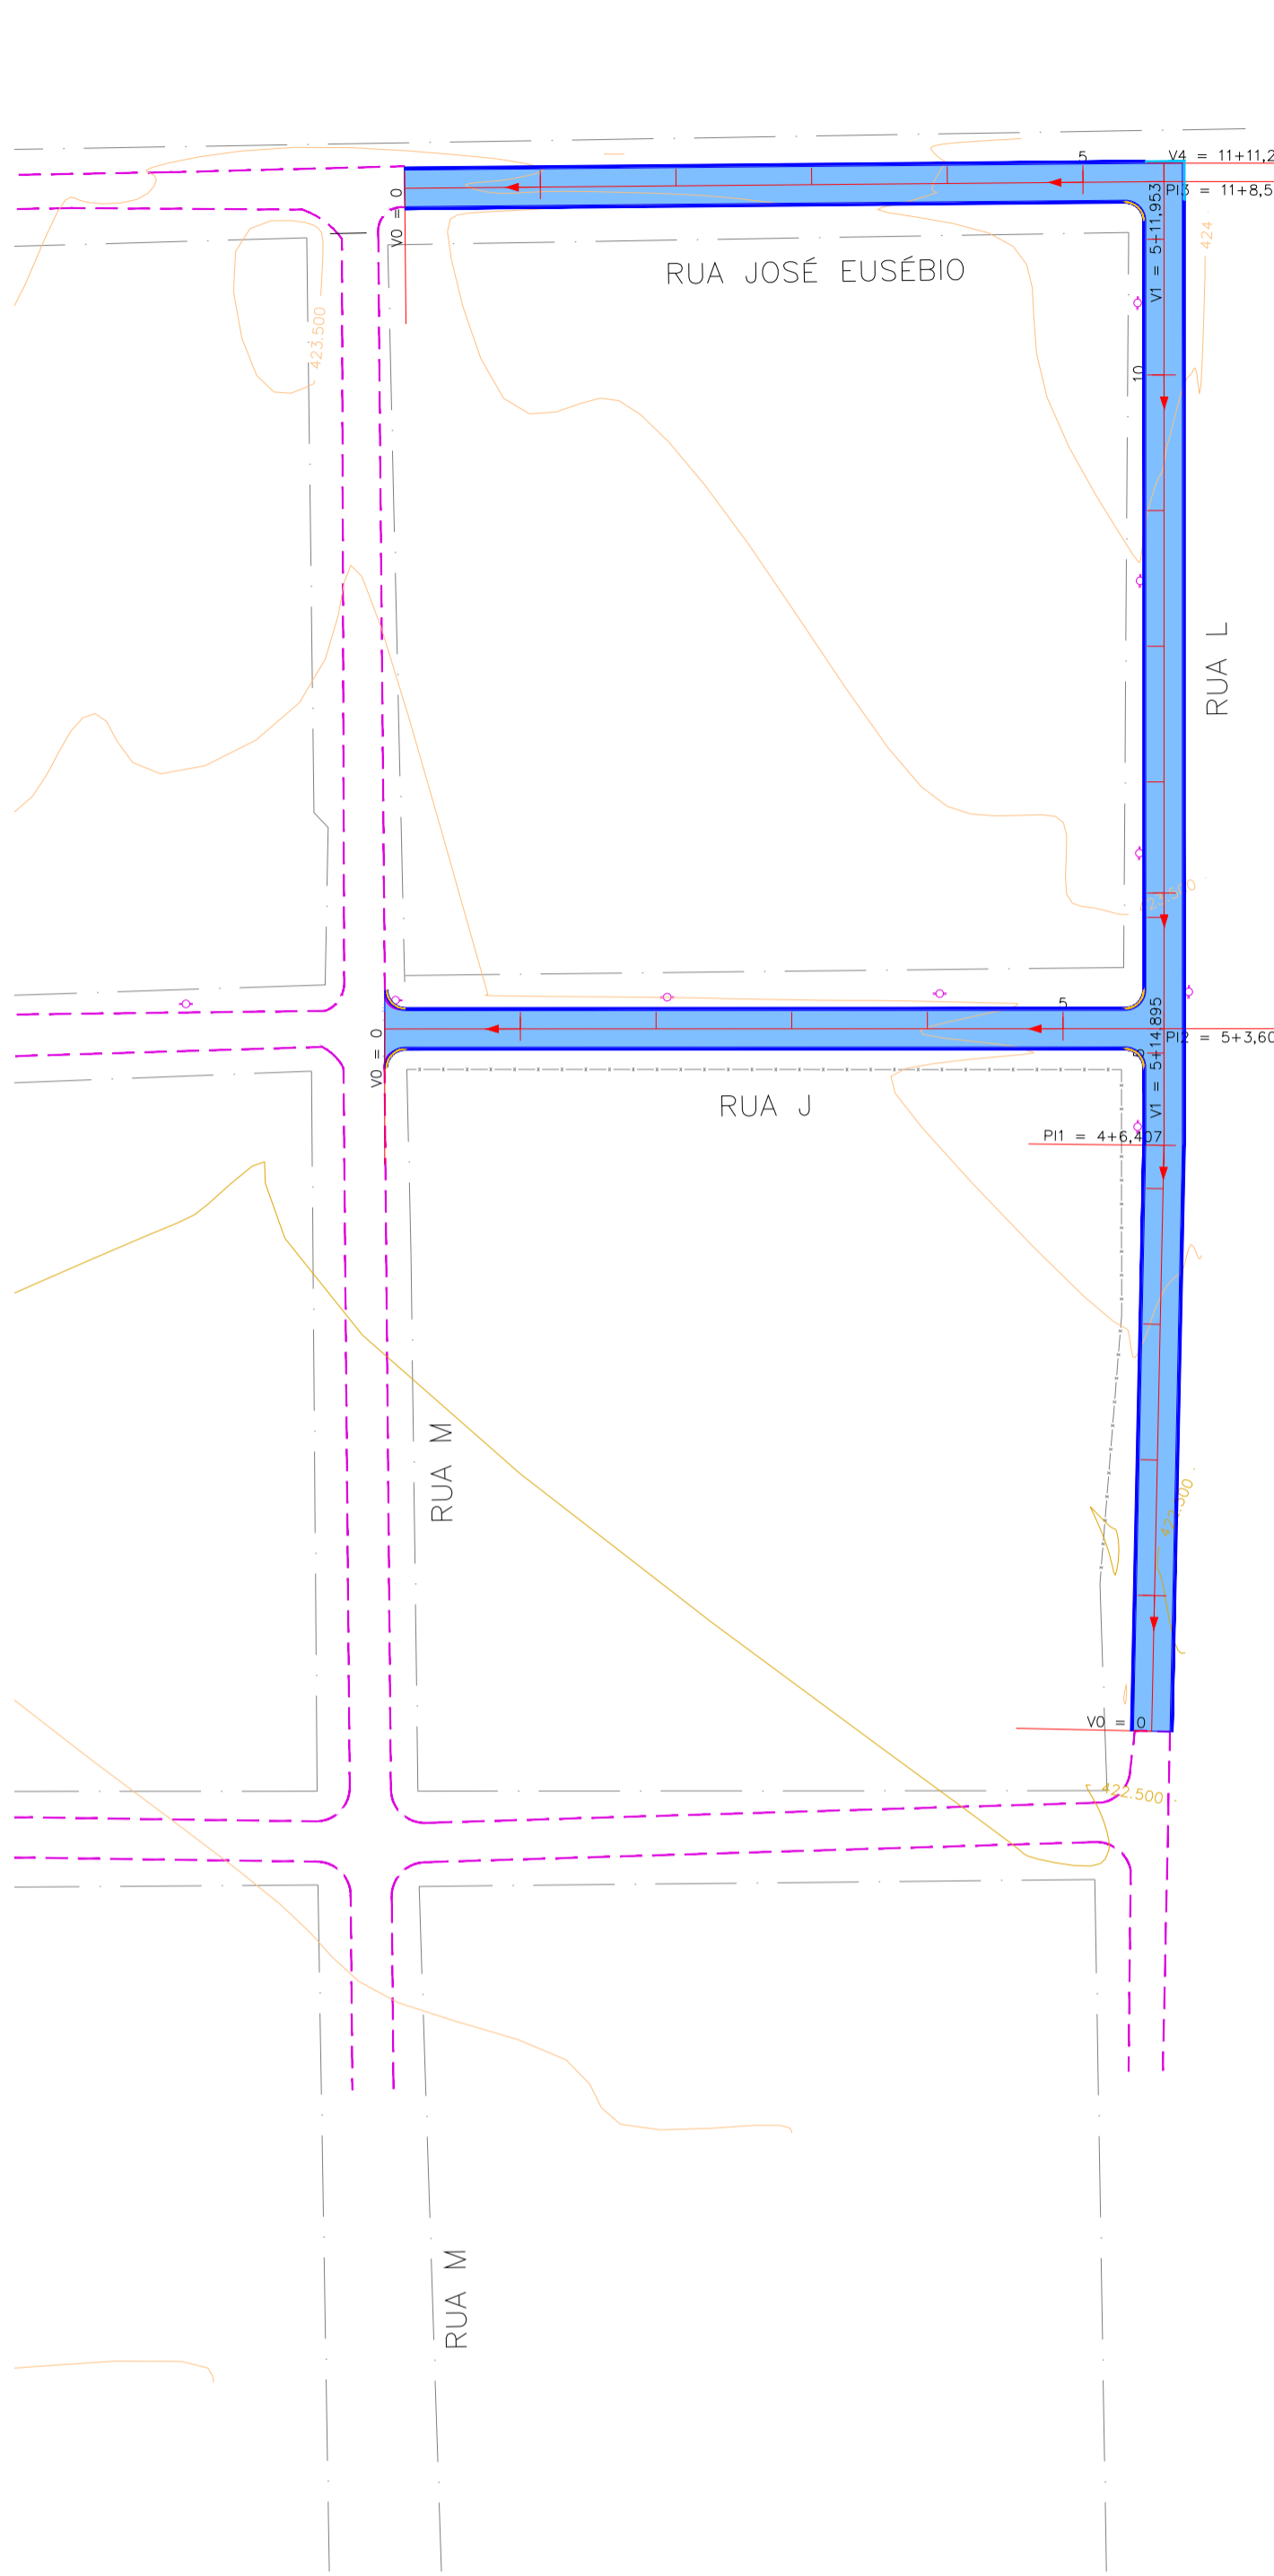 5
V4 = 11+11,2
PI3 = 11+8,5
V0 = 0
V1 = 5+11,953
424
RUA JOSÉ EUSÉBIO
423.500
10
RUA L
5
V0 = 0
V1 = 5+14.895
PI2 = 5+3,60
RUA J
PI1 = 4+6,407
RUA M
V0 = 0
422.500
RUA M